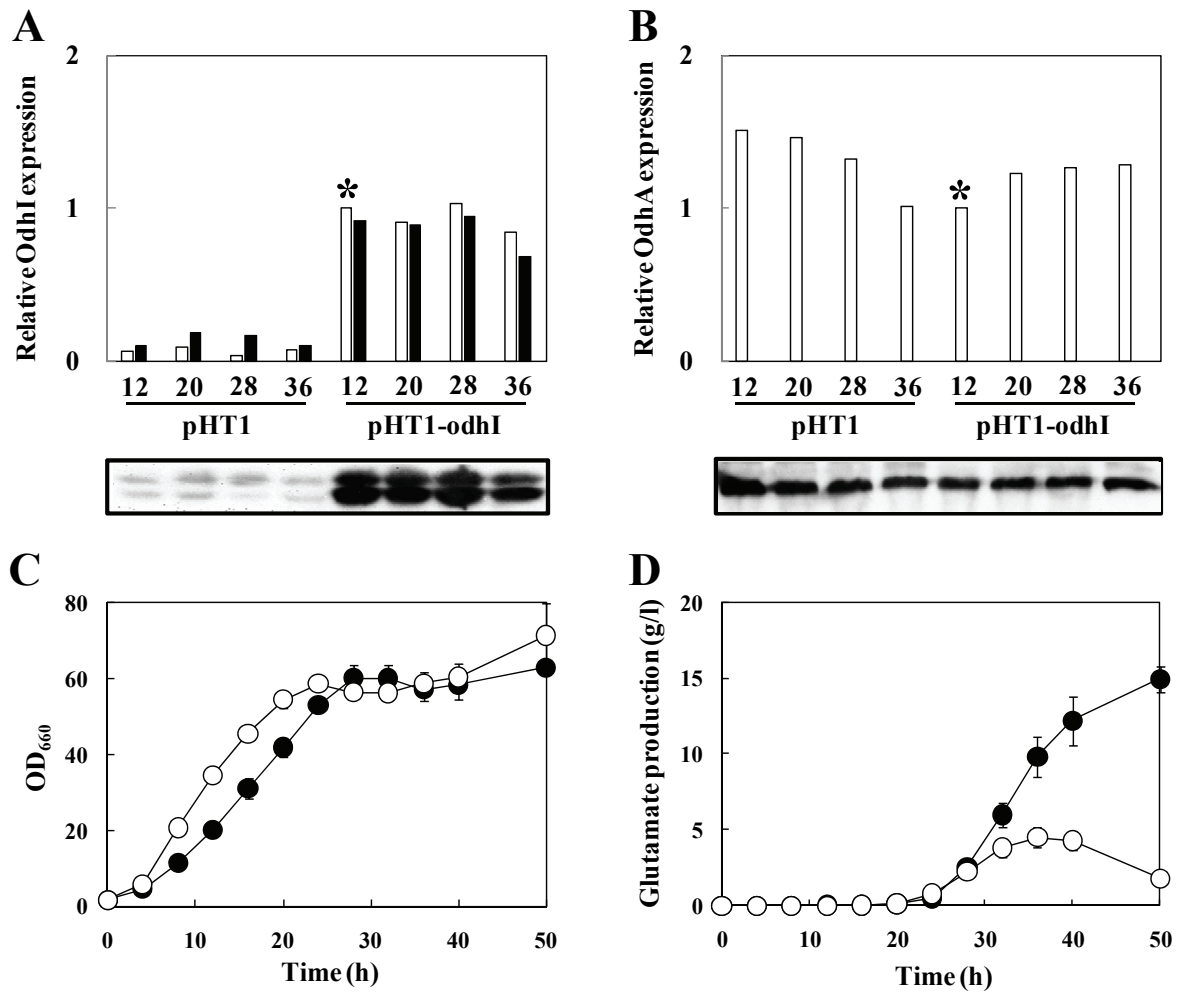 A
Relative OdhI expression
2
1
0
*
12 20 28 36 12 20 28 36
pHT1 pHT1-odhI
B
Relative OdhA expression
2
1
0
*
12 20 28 36 12 20 28 36
pHT1 pHT1-odhI
C
OD660
80
60
40
20
0
0 10 20 30 40 50
Time (h)
D
Glutamate production (g/l)
20
15
10
5
0
0 10 20 30 40 50
Time (h)